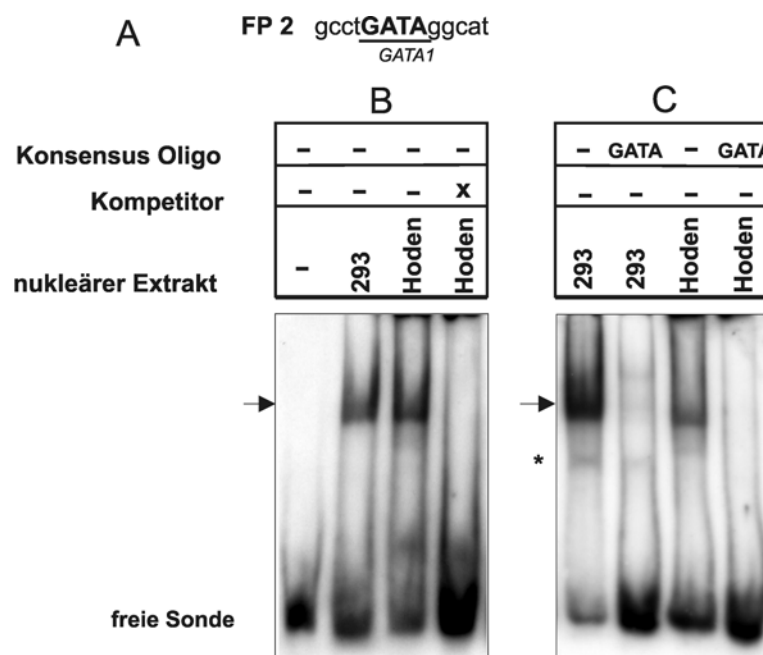 A FP 2 gcctGATAggcat
GATA1
B C
Konsensus Oligo - - - - - GATA - GATA
Kompetitor - - - x - - - -
nukleärer Extrakt - 293 Hoden Hoden 293 293 Hoden Hoden
*
freie Sonde